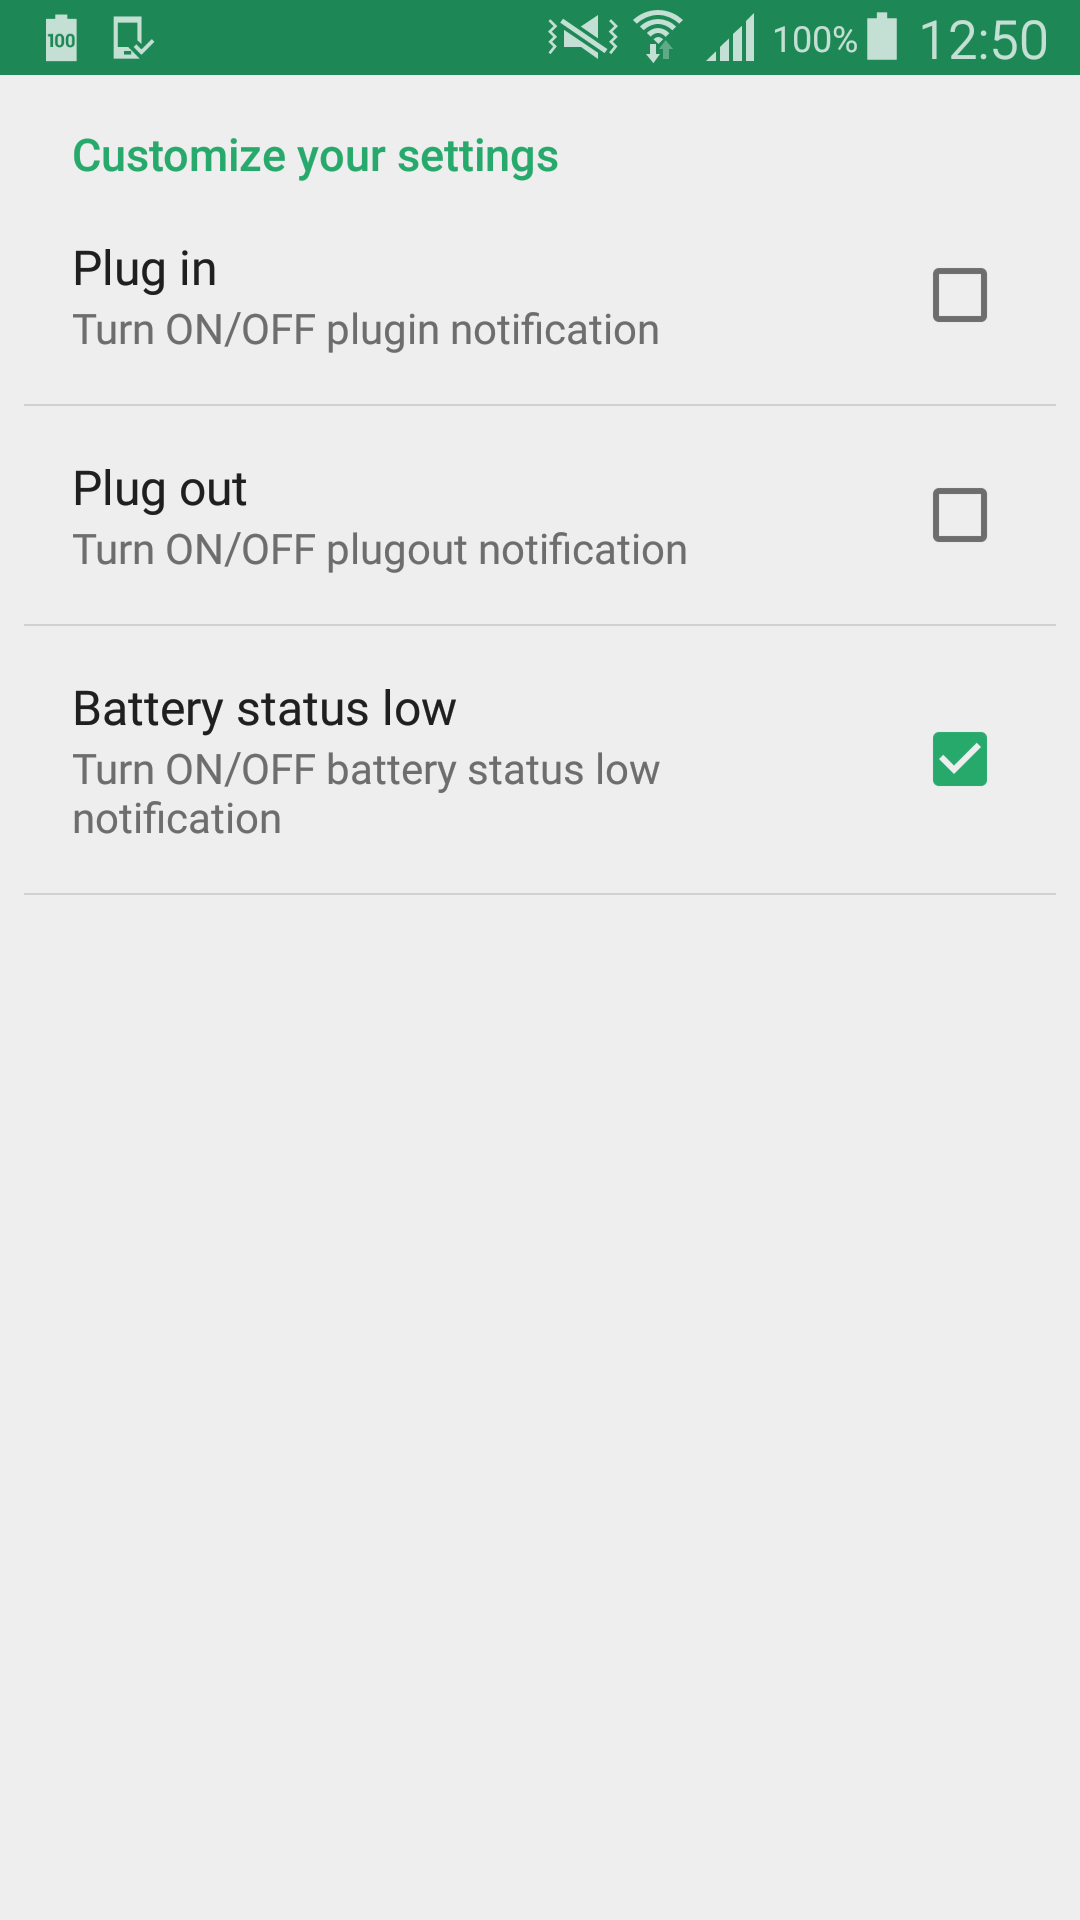 100 100% 12:50
Customize your settings
Plug in
Turn ON/OFF plugin notification
Plug out
Turn ON/OFF plugout notification
Battery status low
Turn ON/OFF battery status low
notification